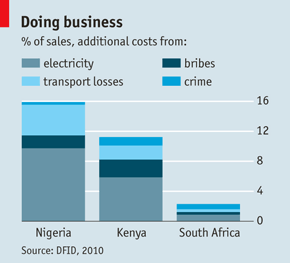 Doing business
% of sales, additional costs from:
electricity bribes
transport losses crime
16
12
8
4
0
Nigeria Kenya South Africa
Source: DFID, 2010